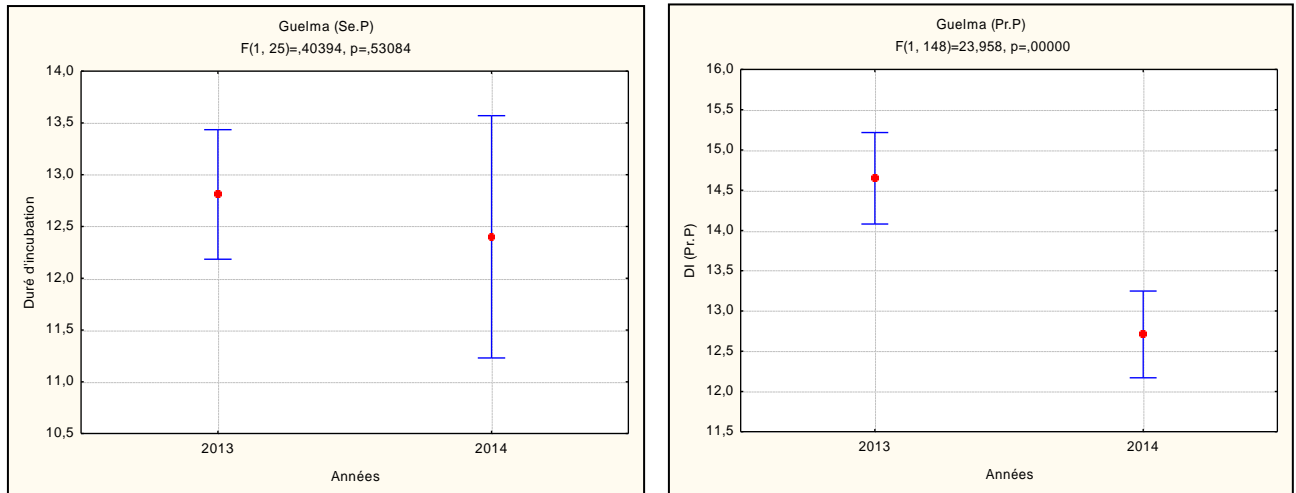 Guelma (Se.P)
F(1, 25)=,40394, p=,53084
Duré d'incubation
14,0
13,5
13,0
12,5
12,0
11,5
11,0
10,5
2013 2014
Années
Guelma (Pr.P)
F(1, 148)=23,958, p=,00000
DI (Pr.P)
16,0
15,5
15,0
14,5
14,0
13,5
13,0
12,5
12,0
11,5
2013 2014
Années